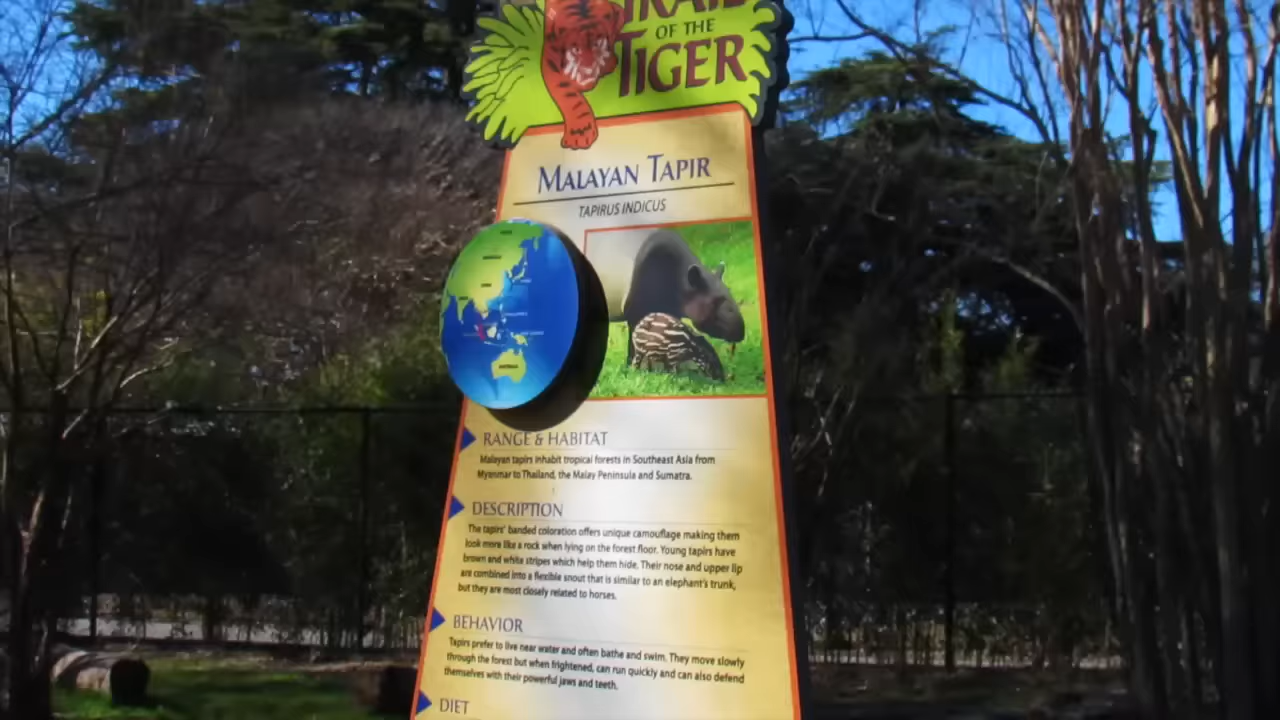 TRAIL
OF THE
TIGER
MALAYAN TAPIR
TAPIRUS INDICUS
RANGE & HABITAT
Malayan tapirs inhabit tropical forests in Southeast Asia from
Myanmar to Thailand, the Malay Peninsula and Sumatra.
DESCRIPTION
The tapirs' banded coloration offers unique camouflage making them
look more like a rock when lying on the forest floor. Young tapirs have
brown and white stripes which help them hide. Their nose and upper lip
are combined into a flexible snout that is similar to an elephant's trunk,
but they are most closely related to horses.
BEHAVIOR
Tapirs prefer to live near water and often bathe and swim. They move slowly
through the forest but when frightened, can run quickly and can also defend
themselves with their powerful jaws and teeth.
DIET